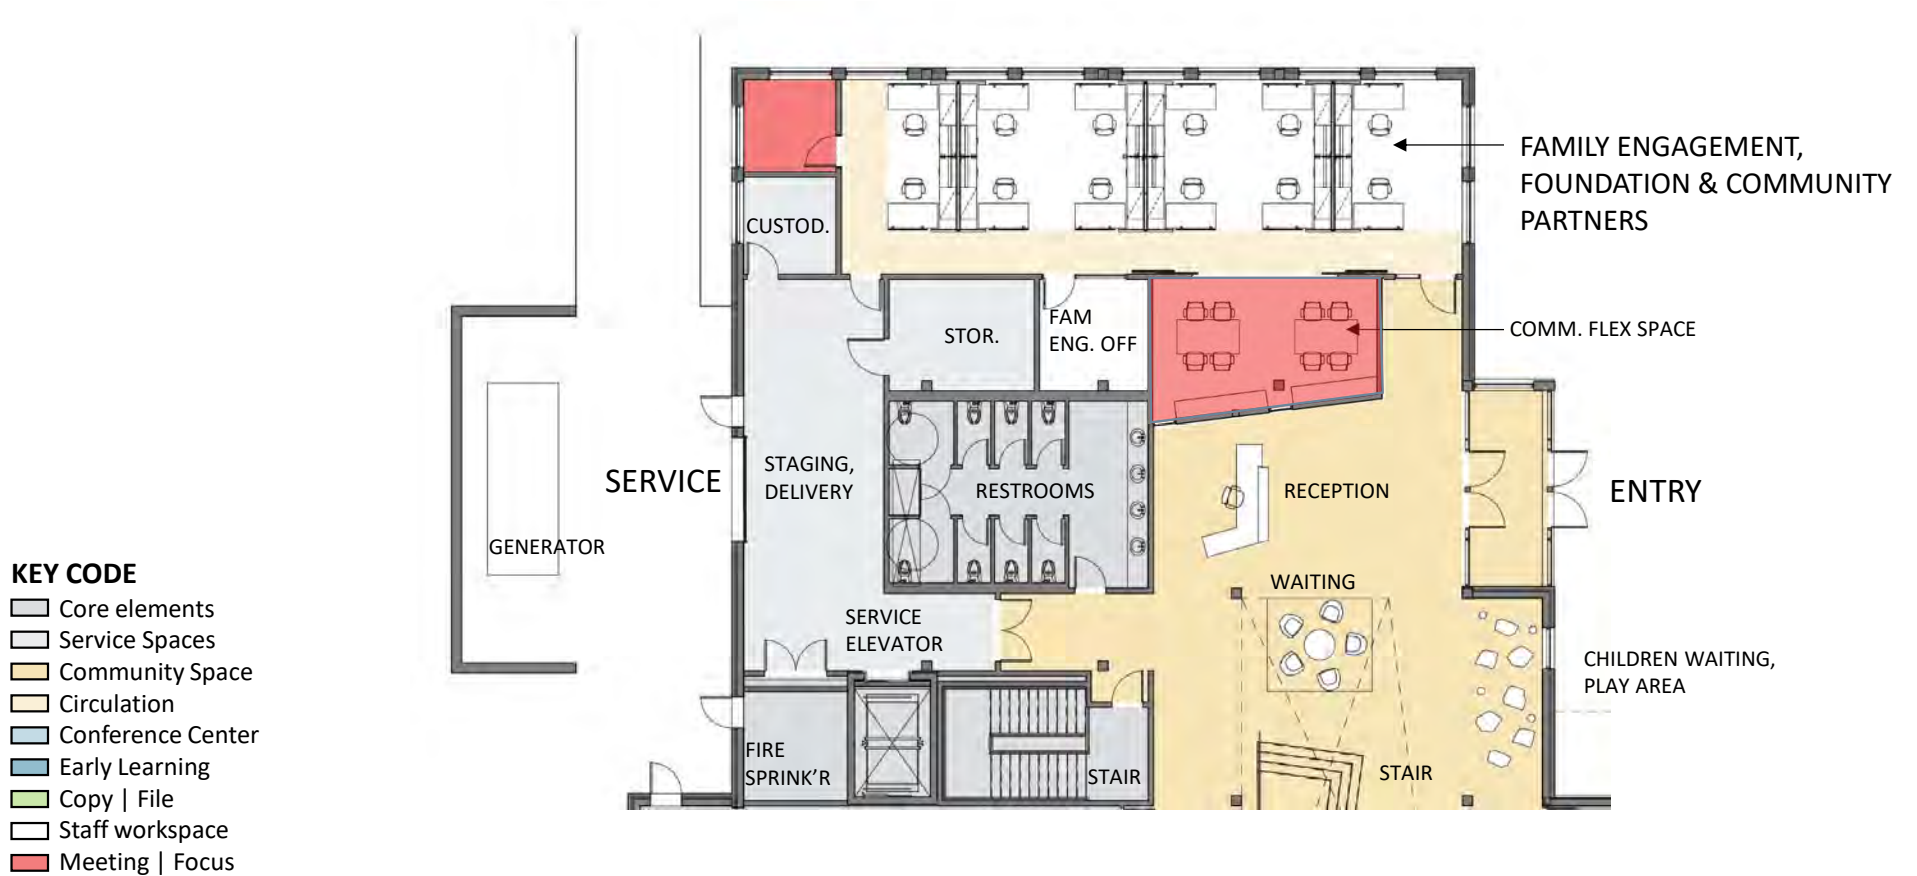 FAMILY ENGAGEMENT,
FOUNDATION & COMMUNITY
PARTNERS
CUSTOD.
STOR.
FAM
ENG. OFF
COMM. FLEX SPACE
SERVICE
STAGING,
DELIVERY
RESTROOMS
RECEPTION
ENTRY
GENERATOR
WAITING
SERVICE
ELEVATOR
CHILDREN WAITING,
PLAY AREA
FIRE
SPRINK'R
STAIR
STAIR
KEY CODE
Core elements
Service Spaces
Community Space
Circulation
Conference Center
Early Learning
Copy | File
Staff workspace
Meeting | Focus